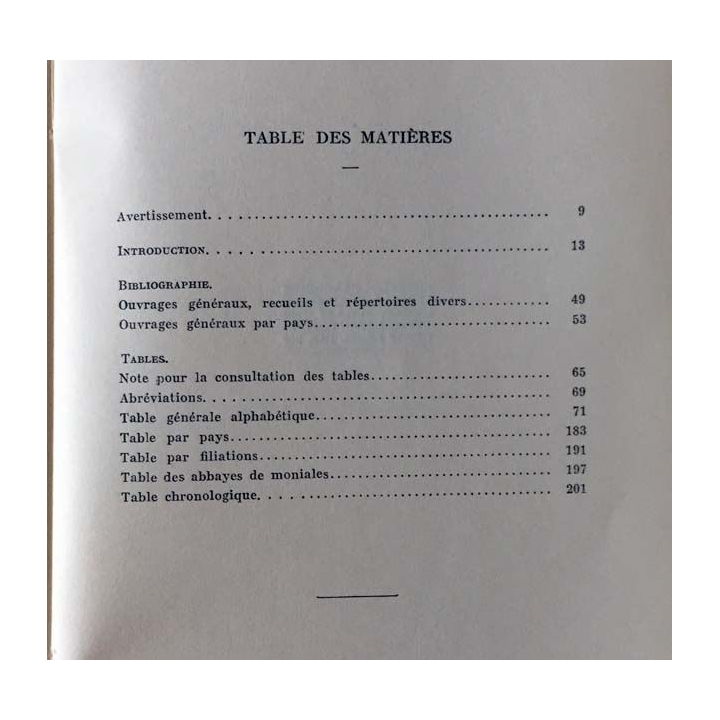 TABLE DES MATIÈRES
Avertissement. . . . . . . . . . . . . . . . . . . . . . . . . . . . . . . . . . . . . . . . 9
INTRODUCTION. . . . . . . . . . . . . . . . . . . . . . . . . . . . . . . . . . . . . . . . 13
BIBLIOGRAPHIE.
Ouvrages généraux, recueils et répertoires divers............ 49
Ouvrages généraux par pays.................................. 53
TABLES.
Note pour la consultation des tables.......................... 65
Abréviations. . . . . . . . . . . . . . . . . . . . . . . . . . . . . . . . . . . . . . . . 69
Table générale alphabétique.................................. 71
Table par pays.............................................. 183
Table par filiations.......................................... 191
Table des abbayes de moniales................................ 197
Table chronologique. . . . . . . . . . . . . . . . . . . . . . . . . . . . . . . . . . 201